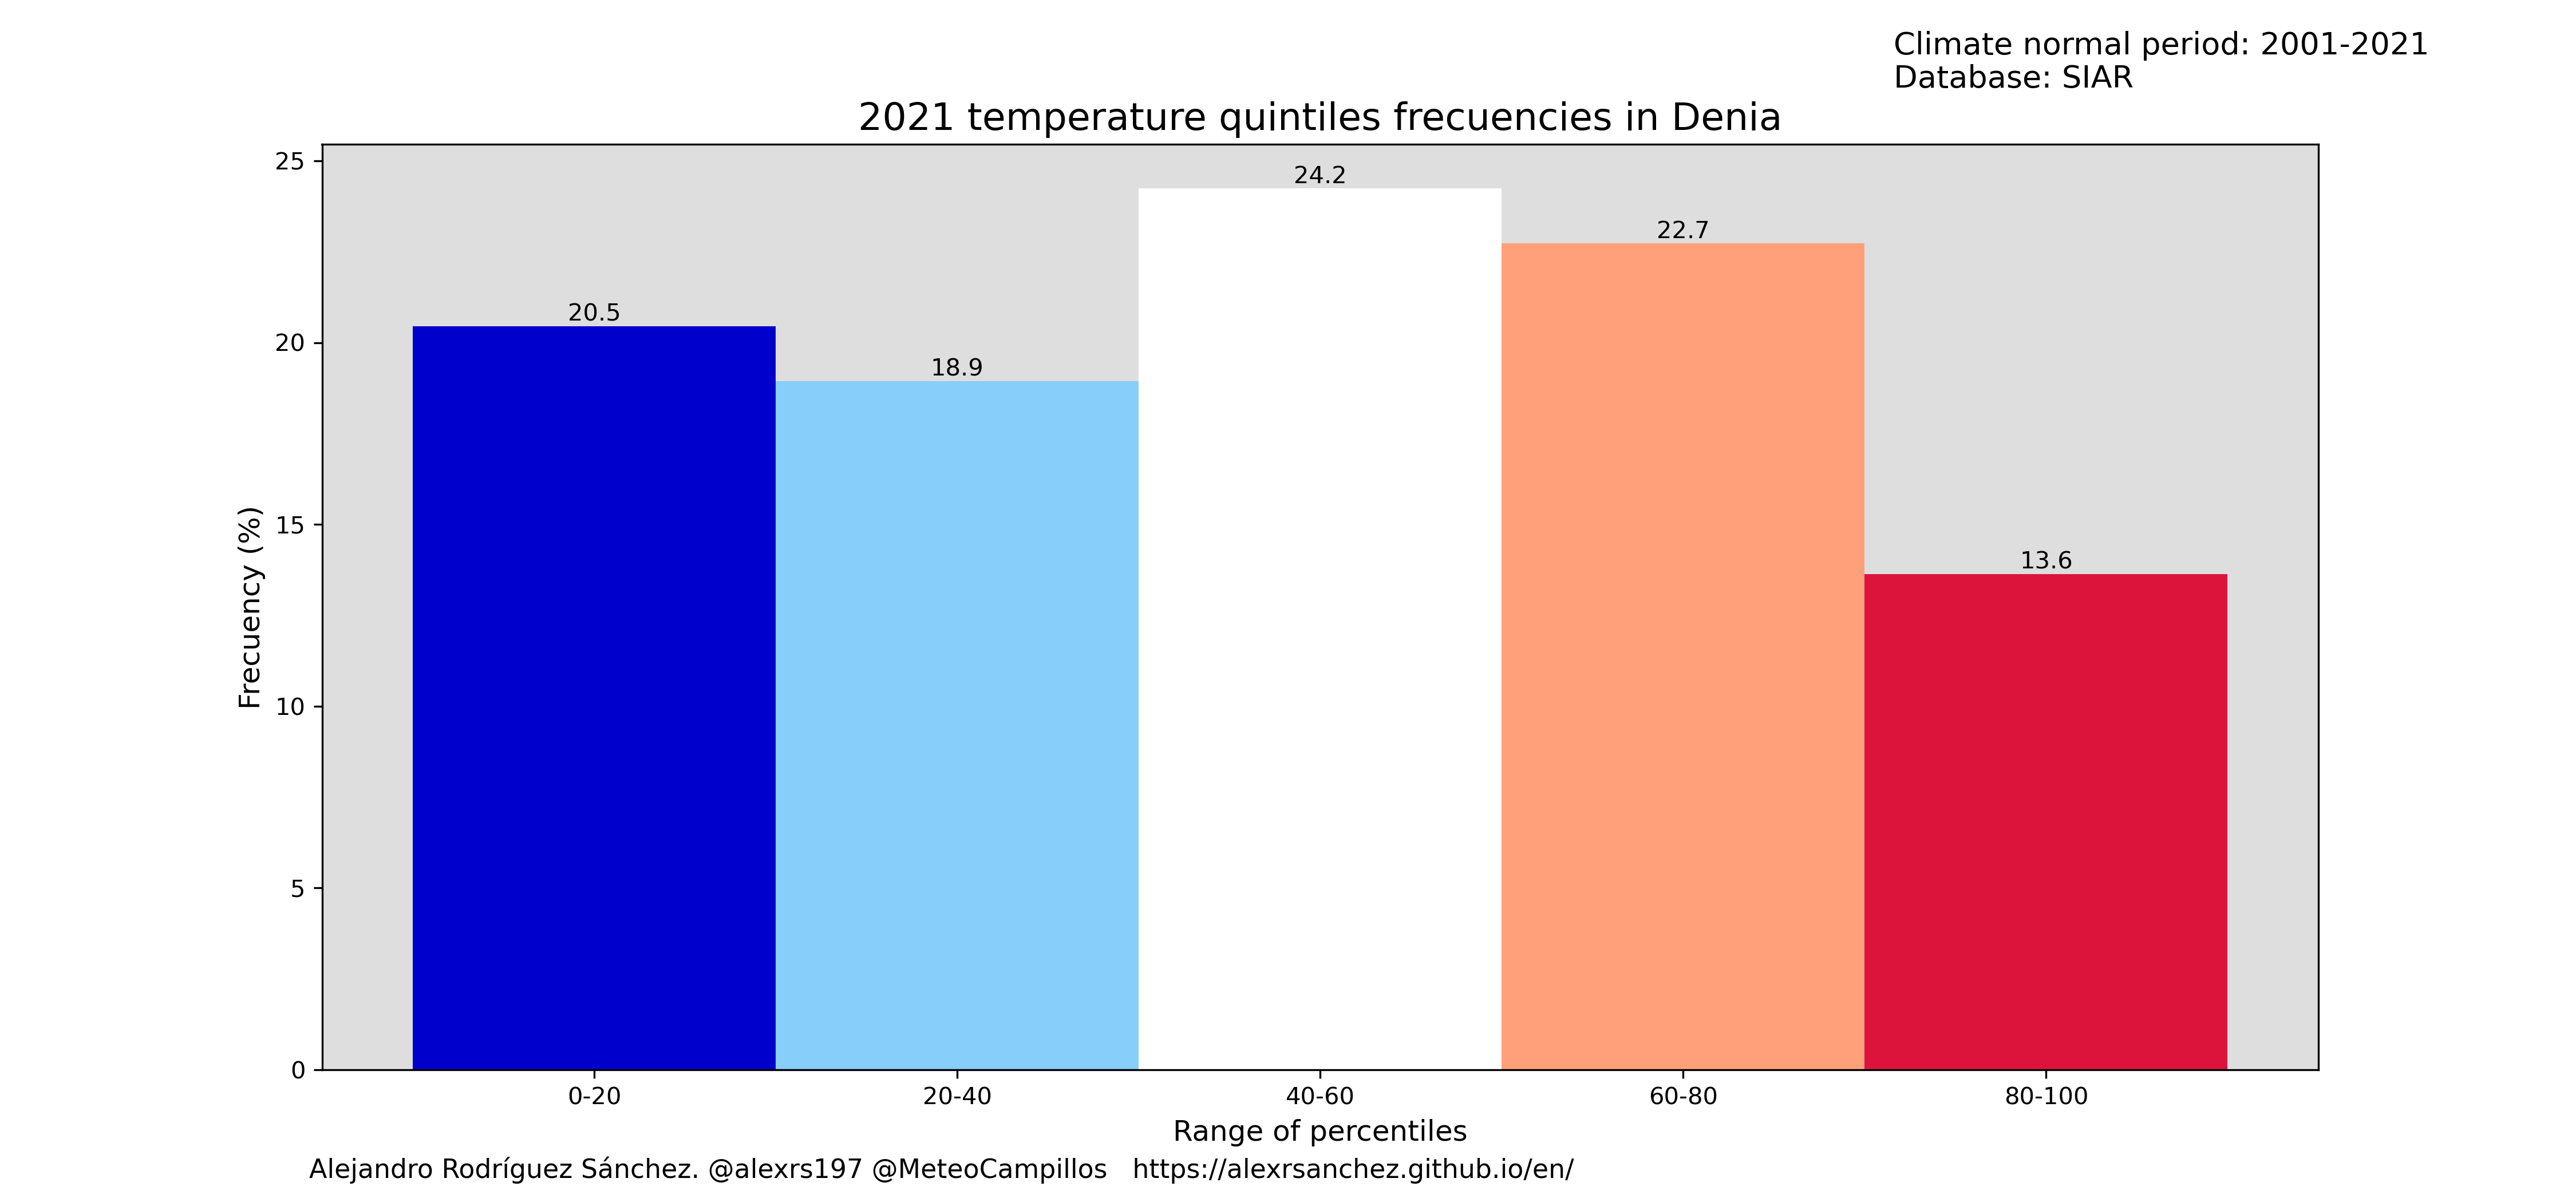 Climate normal period: 2001-2021
Database: SIAR
2021 temperature quintiles frecuencies in Denia
25
20
15
10
5
0
Frecuency (%)
20.5
18.9
24.2
22.7
13.6
0-20
20-40
40-60
60-80
80-100
Range of percentiles
Alejandro Rodríguez Sánchez. @alexrs197 @MeteoCampillos https://alexrsanchez.github.io/en/